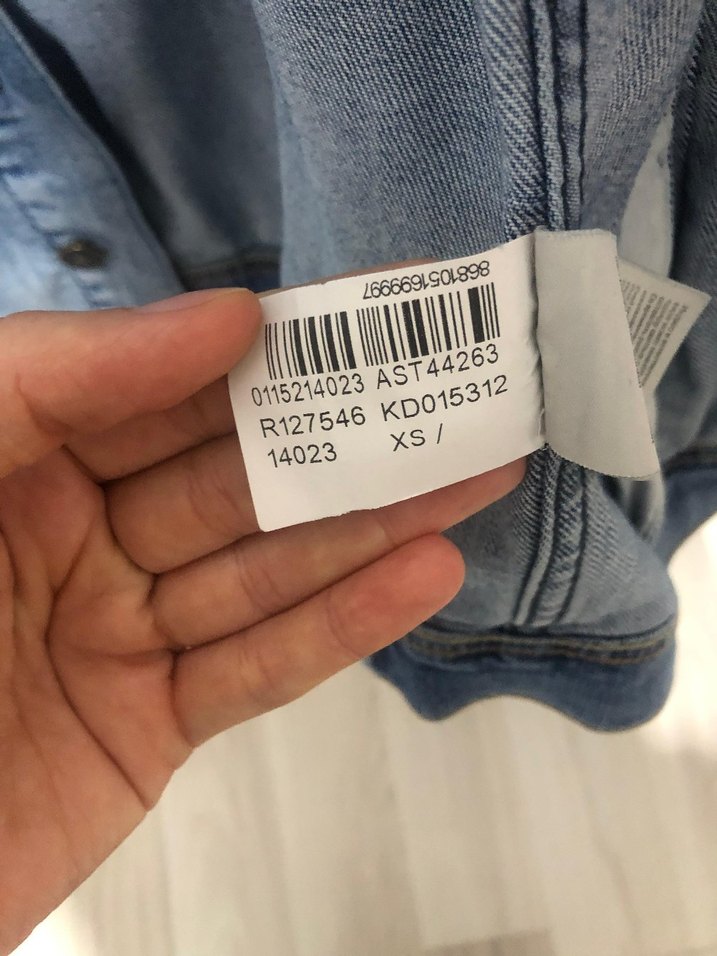 8681051699997
0115214023 AST44263
R127546 KD015312
14023 XS /